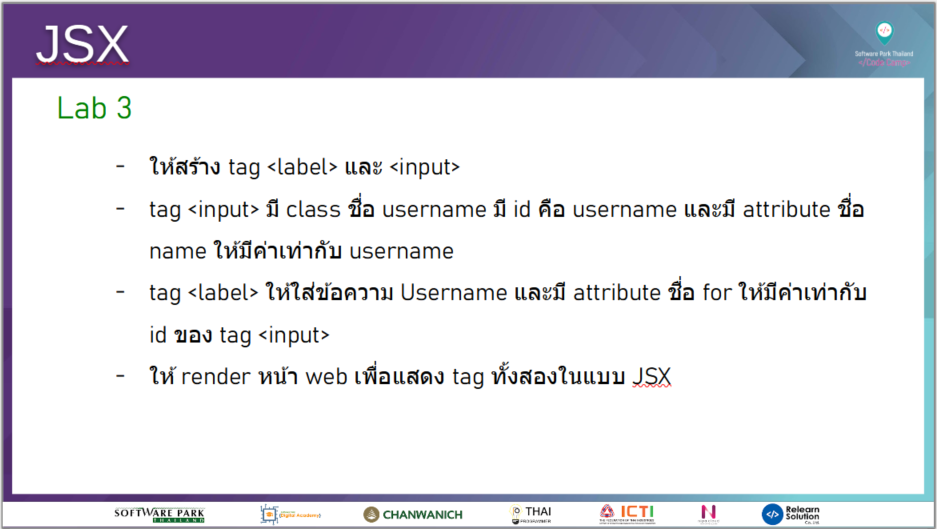 JSX
Software Park Thailand
Lab 3
- ให้สร้าง tag <label> และ <input>
- tag <input> มี class ชื่อ username มี id คือ username และมี attribute ชื่อ
name ให้มีค่าเท่ากับ username
- tag <label> ให้ใส่ข้อความ Username และมี attribute ชื่อ for ให้มีค่าเท่ากับ
id ของ tag <input>
- ให้ render หน้า web เพื่อแสดง tag ทั้งสองในแบบ JSX
SOFTWARE PARK
THAILAND
Digital Academy
CHANWANICH
THAI
PROGRAMMER
ICTI
Relearn
Solution
Co.,Ltd.